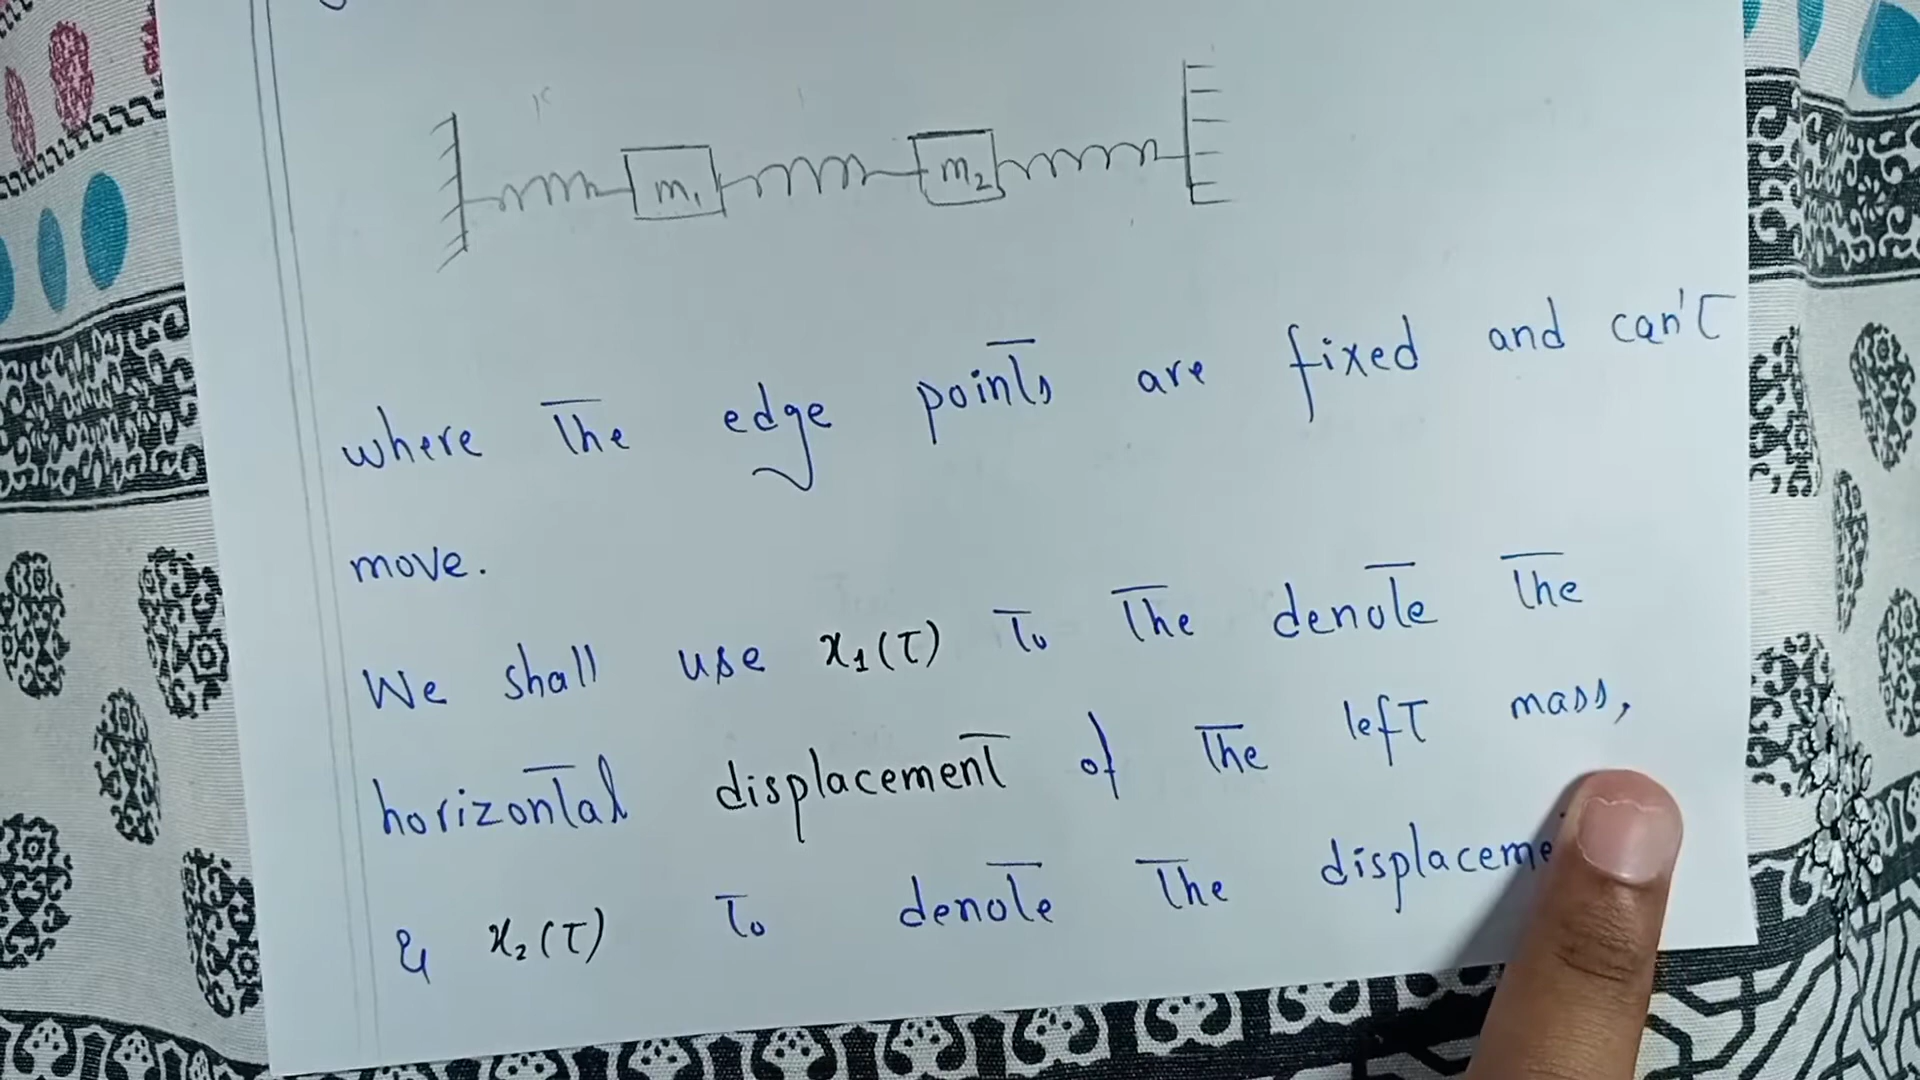 K
m₁ m₂
where the edge points are fixed and can't
move.
We shall use x₁(t) to the denote the
horizontal displacement of the left mass,
& x₂(t) to denote the displaceme